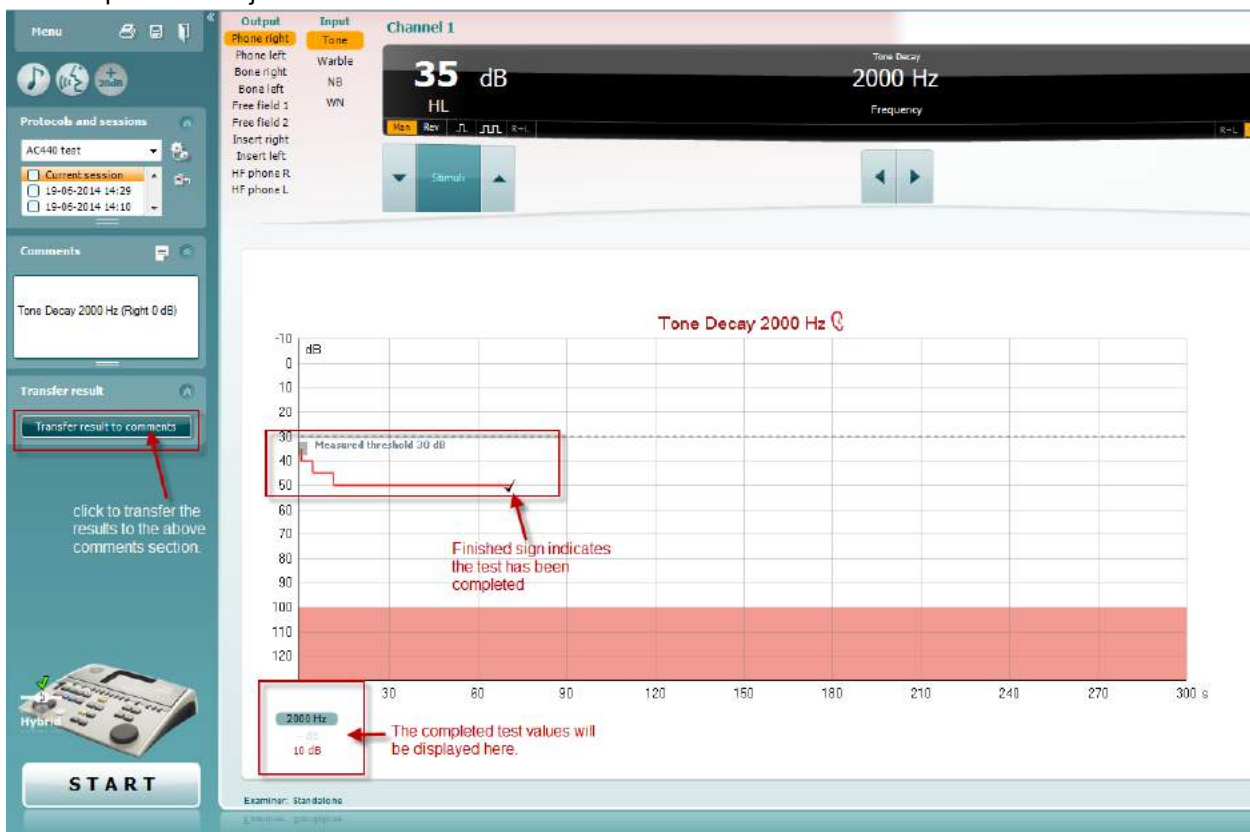 Menu
Output
Input
Channel 1
Phone right
Tone
Phone left
Warble
Bone right
NB
Bone left
WN
Free field 1
Free field 2
Insert right
Insert left
HF phone R
HF phone L
35 dB
HL
Man Rev R→L
Tone Decay
2000 Hz
Frequency
R→L
Stimuli
+
20dB
Protocols and sessions
AC440 test
Current session
19-06-2014 14:29
19-06-2014 14:10
Comments
Tone Decay 2000 Hz (Right 0 dB)
Transfer result
Transfer result to comments
click to transfer the
results to the above
comments section.
Hybrid
START
Tone Decay 2000 Hz
dB
-10
0
10
20
30
40
50
60
70
80
90
100
110
120
Measured threshold 30 dB
Finished sign indicates
the test has been
completed
30 60 90 120 150 180 210 240 270 300 s
2000 Hz
-- dB
10 dB
The completed test values will
be displayed here.
Examiner: Standalone